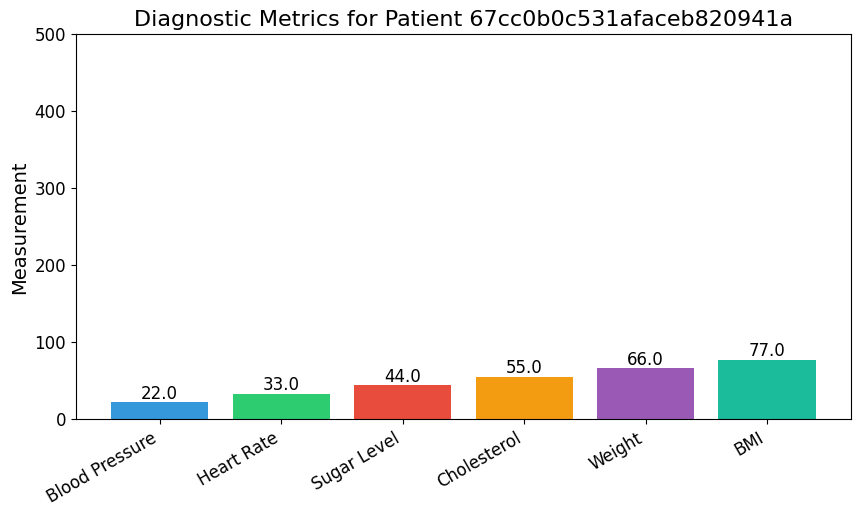 Diagnostic Metrics for Patient 67cc0b0c531afaceb820941a
Measurement
500
400
300
200
100
0
22.0
33.0
44.0
55.0
66.0
77.0
Blood Pressure
Heart Rate
Sugar Level
Cholesterol
Weight
BMI